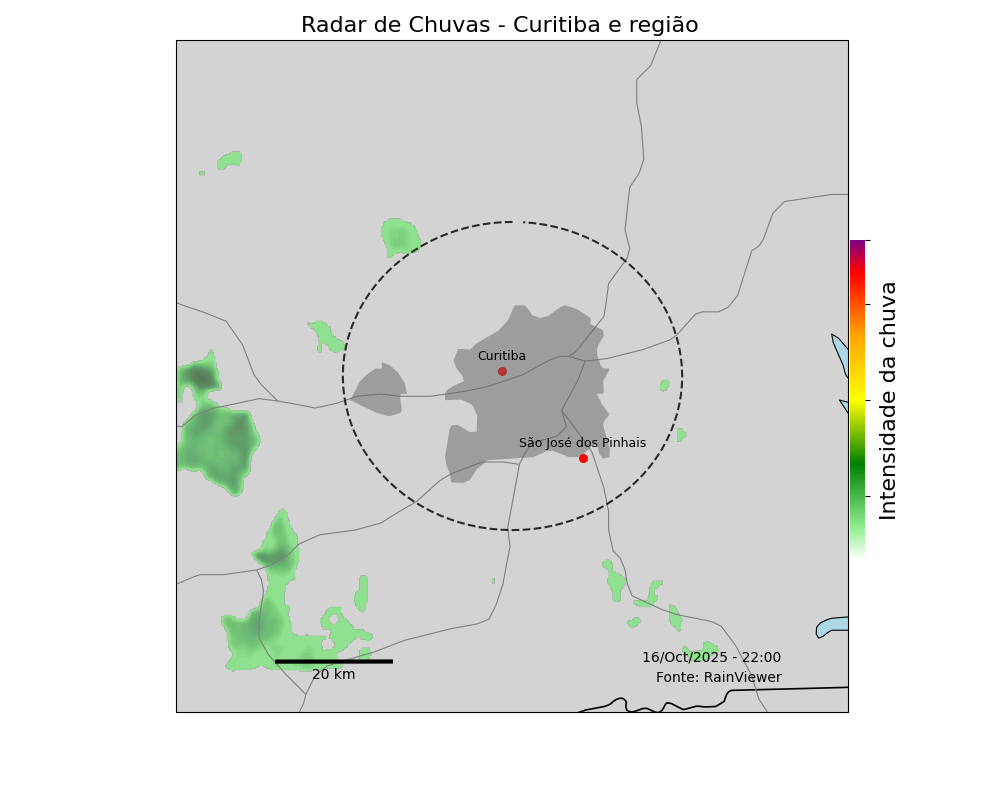 Radar de Chuvas - Curitiba e região
Curitiba
São José dos Pinhais
Intensidade da chuva
16/Oct/2025 - 22:00
Fonte: RainViewer
20 km